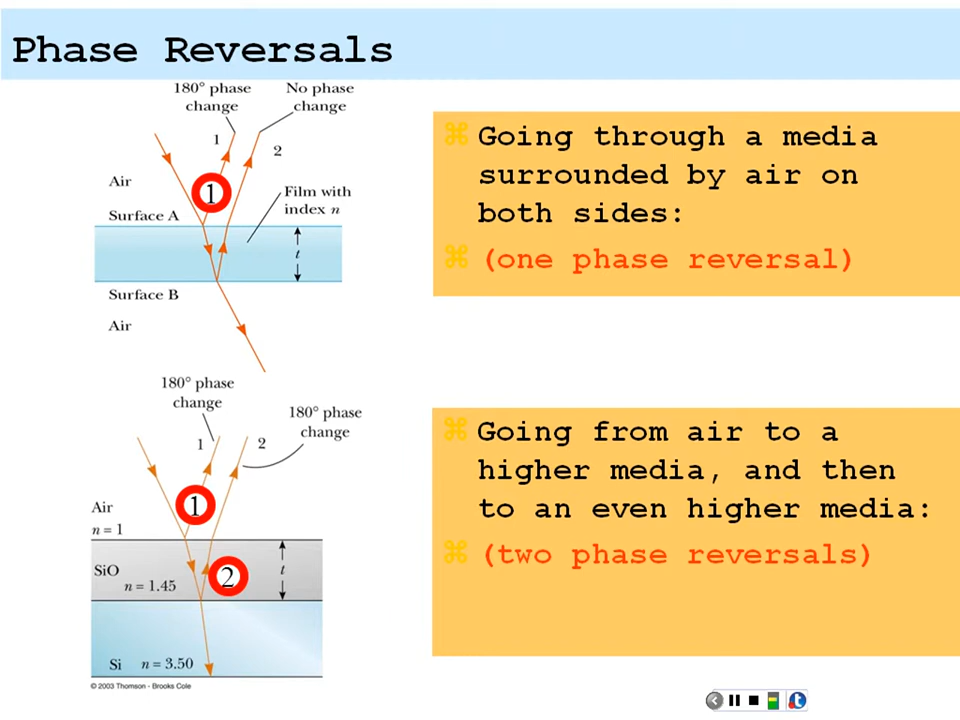 Phase Reversals
180° phase
change
No phase
change
1
2
Air
1
Film with
index n
Surface A
t
Surface B
Air
Going through a media
surrounded by air on
both sides:
(one phase reversal)
180° phase
change
180° phase
change
1
2
Air
1
n = 1
SiO
n = 1.45
2
t
Si
n = 3.50
© 2003 Thomson - Brooks Cole
Going from air to a
higher media, and then
to an even higher media:
(two phase reversals)